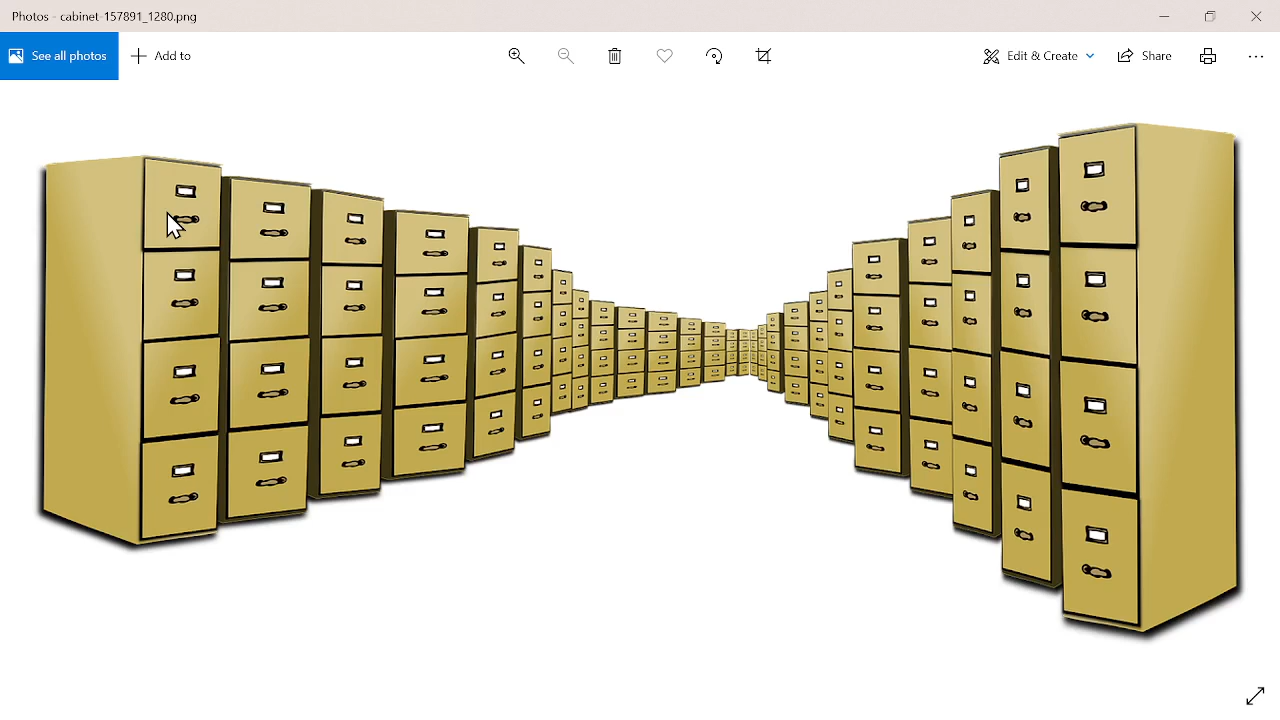 Photos - cabinet-157891_1280.png
See all photos
Add to
Edit & Create
Share